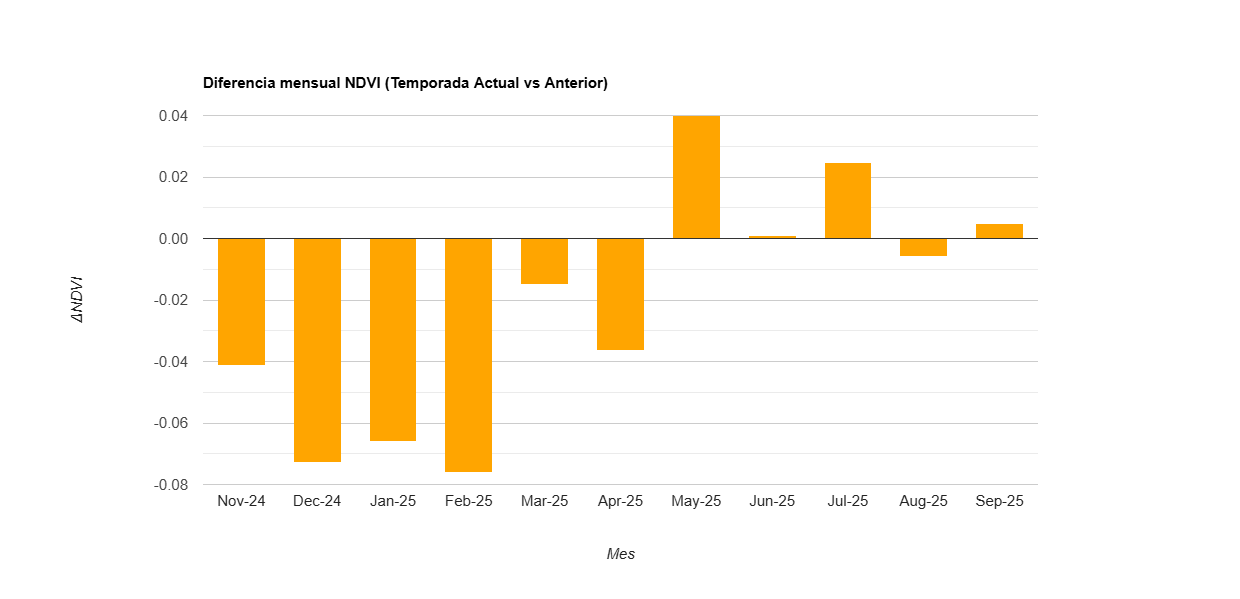 Diferencia mensual NDVI (Temporada Actual vs Anterior)
0.04
0.02
0.00
-0.02
-0.04
-0.06
-0.08
ΔNDVI
Nov-24 Dec-24 Jan-25 Feb-25 Mar-25 Apr-25 May-25 Jun-25 Jul-25 Aug-25 Sep-25
Mes